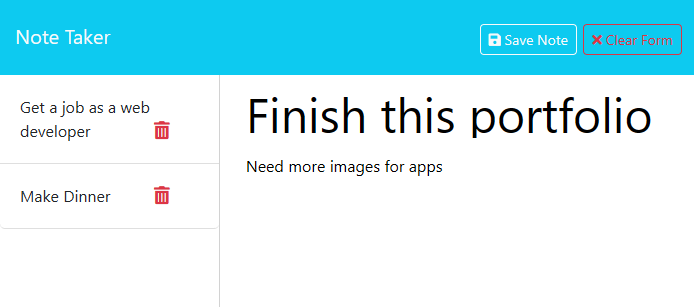 Note Taker
Save Note
Clear Form
Get a job as a web
developer
Make Dinner
Finish this portfolio
Need more images for apps